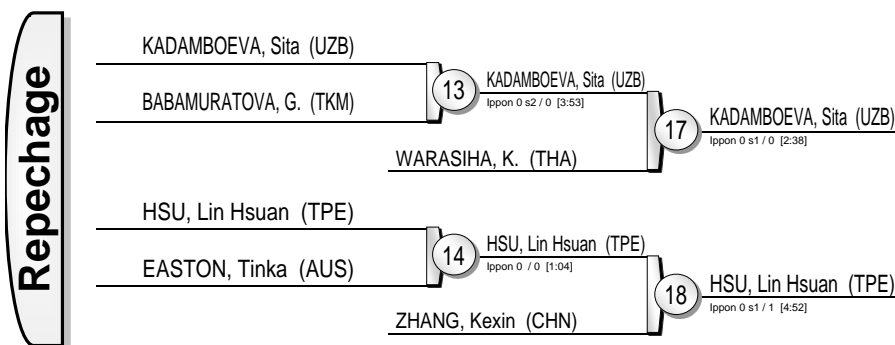 Repechage
KADAMBOEVA, Sita (UZB)
BABAMURATOVA, G. (TKM)
13
KADAMBOEVA, Sita (UZB)
Ippon 0 s2 / 0 [3:53]
WARASIHA, K. (THA)
17
KADAMBOEVA, Sita (UZB)
Ippon 0 s1 / 0 [2:38]
HSU, Lin Hsuan (TPE)
EASTON, Tinka (AUS)
14
HSU, Lin Hsuan (TPE)
Ippon 0 / 0 [1:04]
ZHANG, Kexin (CHN)
18
HSU, Lin Hsuan (TPE)
Ippon 0 s1 / 1 [4:52]